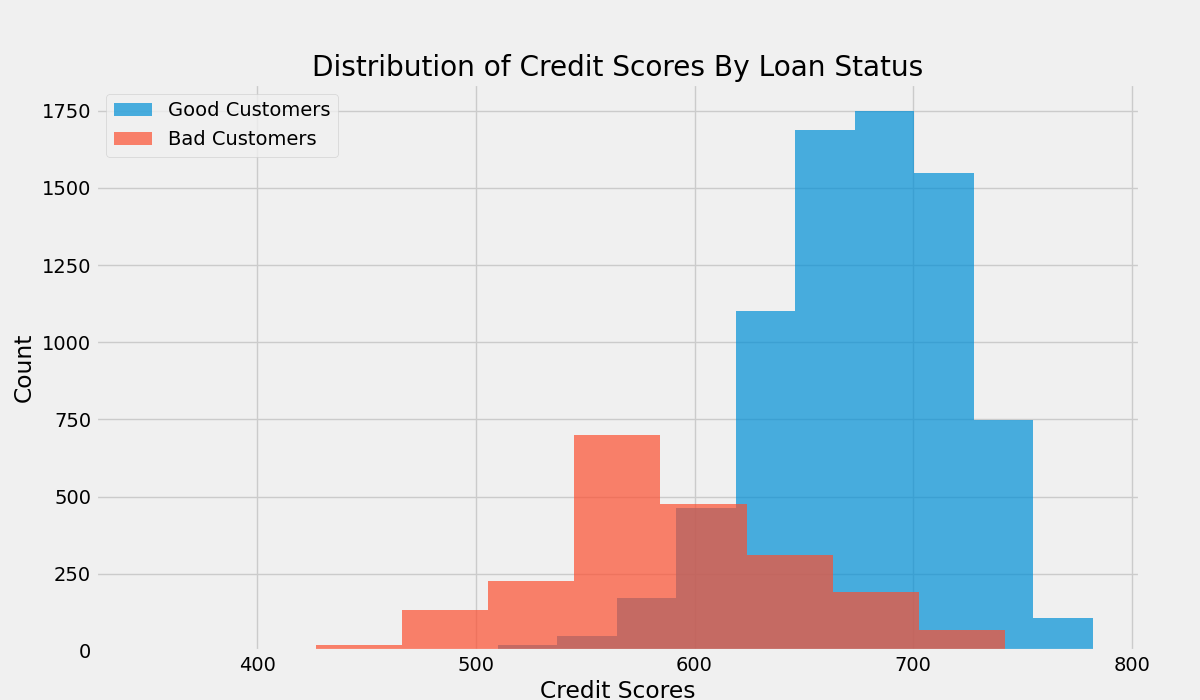 Distribution of Credit Scores By Loan Status
Good Customers
Bad Customers
1750
1500
1250
1000
750
500
250
0
Count
400 500 600 700 800
Credit Scores